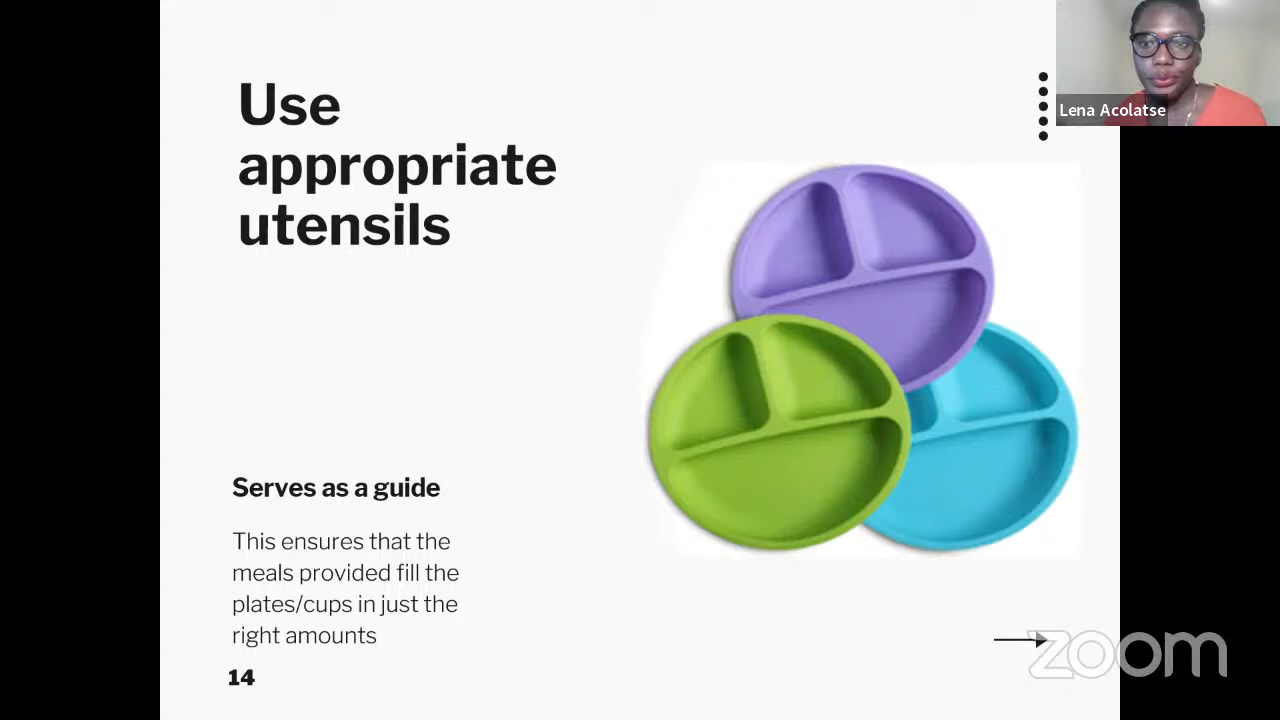 Use
appropriate
utensils
Lena Acolatse
Serves as a guide
This ensures that the
meals provided fill the
plates/cups in just the
right amounts
14
zoom